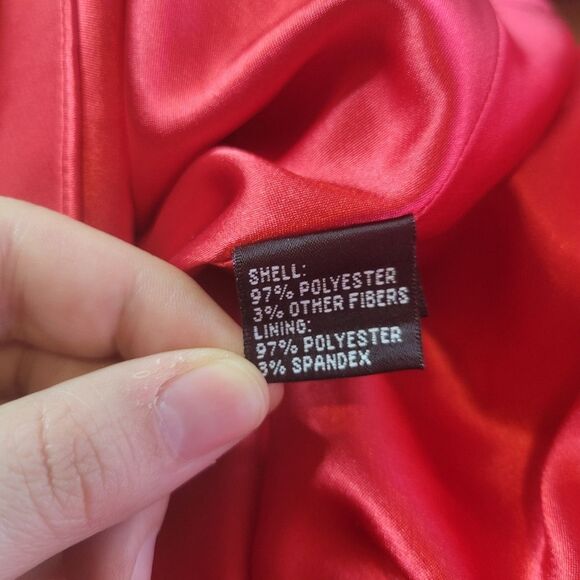 SHELL:
97% POLYESTER
3% OTHER FIBERS
LINING:
97% POLYESTER
3% SPANDEX